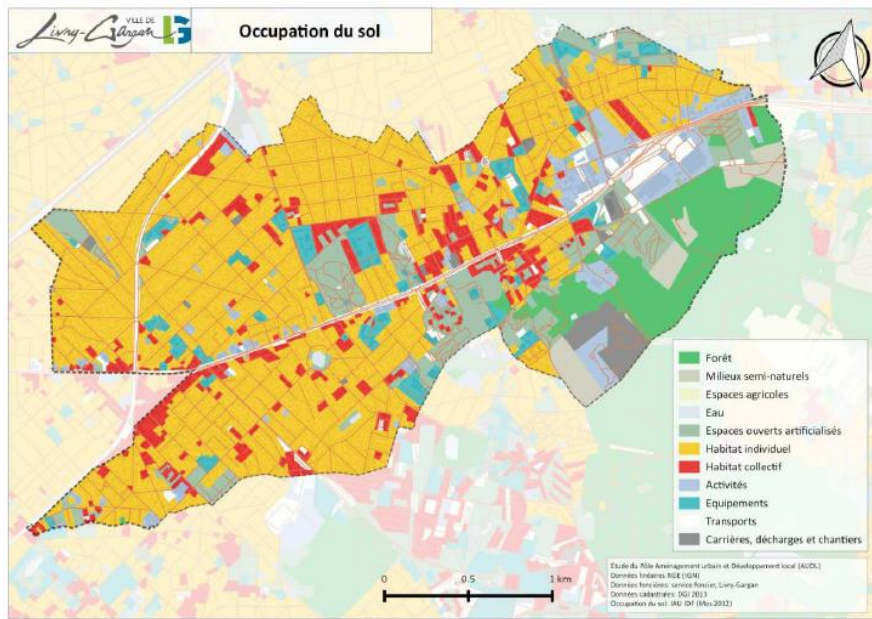 Livry-Gargan
VILLE DE
LG
Occupation du sol
Forêt
Milieux semi-naturels
Espaces agricoles
Eau
Espaces ouverts artificialisés
Habitat individuel
Habitat collectif
Activités
Equipements
Transports
Carrières, décharges et chantiers
0 0.5 1 km
Etude du Pôle Aménagement urbain et Développement local (AUDL)
Données linéaires RGE (IGN)
Données foncières: service foncier, Livry-Gargan
Données cadastrales: DGI 2013
Occupation du sol: IAU IDF (Mos 2012)